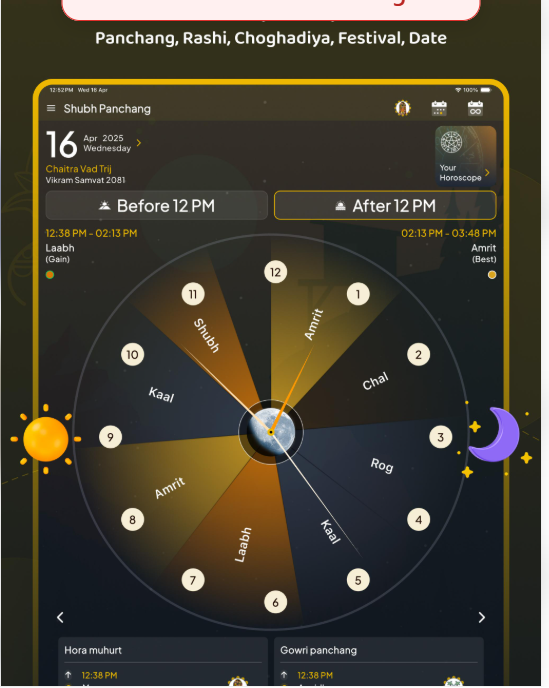 Panchang, Rashi, Choghadiya, Festival, Date
12:52PM Wed 16 Apr
100%
Shubh Panchang
16
Apr 2025
Wednesday
Chaitra Vad Trij
Vikram Samvat 2081
Your
Horoscope
Before 12 PM
After 12 PM
12:38 PM - 02:13 PM
02:13 PM - 03:48 PM
Laabh
(Gain)
Amrit
(Best)
12
11
1
Shubh
Amrit
10
2
Kaal
Chal
9
3
Rog
Amrit
8
4
Kaal
Laabh
7
5
6
Hora muhurt
Gowri panchang
12:38 PM
12:38 PM